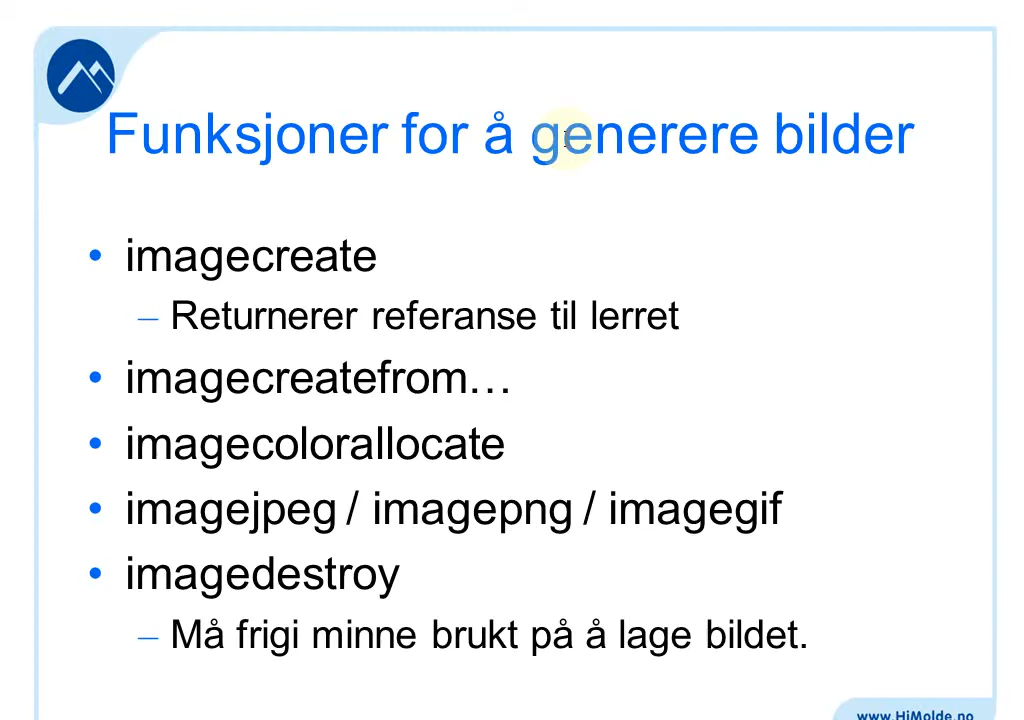 Funksjoner for å generere bilder
• imagecreate
– Returnerer referanse til lerret
• imagecreatefrom…
• imagecolorallocate
• imagejpeg / imagepng / imagegif
• imagedestroy
– Må frigi minne brukt på å lage bildet.
www.HiMolde.no